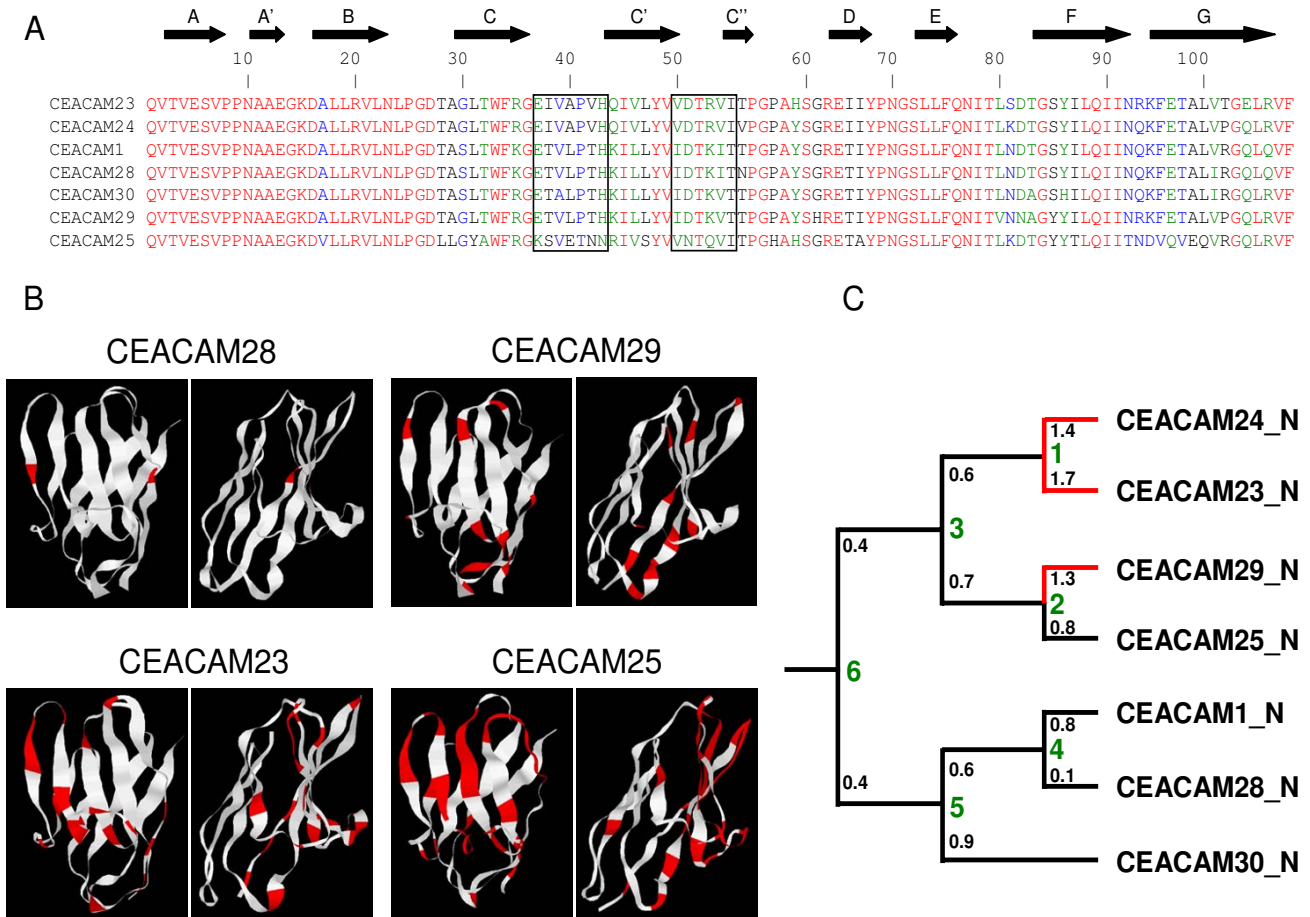 A
A A' B C C' C'' D E F G
10 20 30 40 50 60 70 80 90 100
CEACAM23 QVTVESVPPNAAEGKDALLRVLNLPGDTAGLTWFRGEIVAPVHQIVLYVVDTRVITPGPAHSGREIIYPNGSLLFQNITLSDTGSYILQIINRKFETALVTGELRVF
CEACAM24 QVTVESVPPNAAEGKDALLRVLNLPGDTASLTWFRGEIVAPVHQIVLYVVDTRVIVPGPAYSGREIIYPNGSLLFQNITLKDTGSYILQIINQKFETALVPGQLRVF
CEACAM1 QVTVESVPPNAAEGKDALLRVLNLPGDTASLTWFKGETVLPTHKILLYVIDTKITTPGPAYSGRETIYPNGSLLFQNITLNDTGSYILQIINQKFETALVRGQLQVF
CEACAM28 QVTVESVPPNAAEGKDALLRVLNLPGDTASLTWFKGETVLPTHKILLYVIDTKITNPGPAYSGRETIYPNGSLLFQNITLNDTGSYILQIINQKFETALIRGQLRVF
CEACAM30 QVTVESVPPNAAEGKDALLRVLNLPGDTASLTWFRGETALPTHKILLYVIDTKVTTPGPAYSGRETIYPNGSLLFQNITLNDAGSHILQIINQKFETALIRGQLRVF
CEACAM29 QVTVESVPPNAAEGKDALLRVLNLPGDTAGLTWFRGETVLPTHKILLYVIDTKVTTPGPAYSHRETIYPNGSLLFQNITVNNAGYYILQIINRKFETALVPGQLRVF
CEACAM25 QVTVESVPPNAAEGKDVLLRVLNLPGDLLGYAWFRGKSVETNNRIVSYVVNTQVITPGHAHSGRETAYPNGSLLFQNITLKDTGYYTLQIITNDVQVEQVRGQLRVF
B
CEACAM28 CEACAM29
CEACAM23 CEACAM25
C
CEACAM24_N
1.4
1
1.7
CEACAM23_N
0.6
3
0.4
0.7
CEACAM29_N
1.3
2
0.8
CEACAM25_N
6
CEACAM1_N
0.8
4
0.1
CEACAM28_N
0.4
0.6
5
0.9
CEACAM30_N